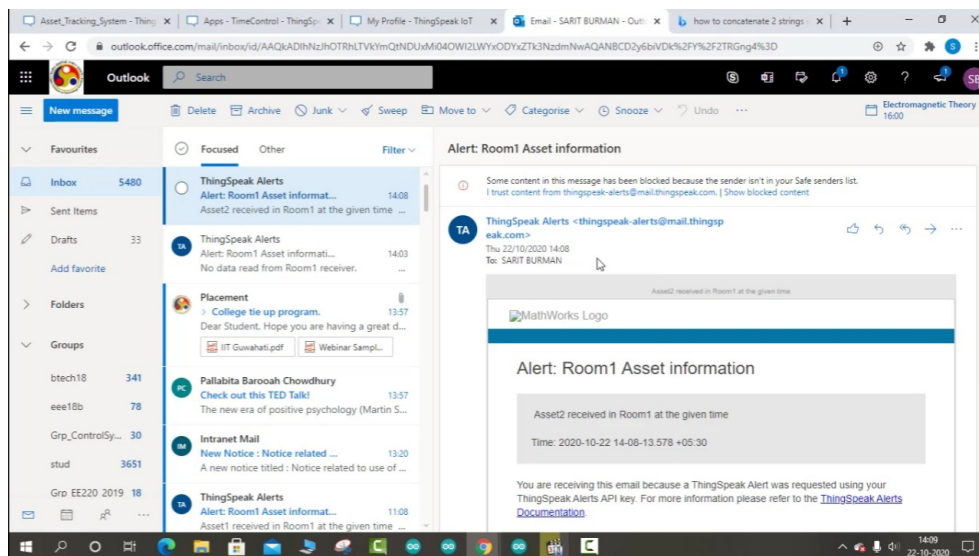 Asset_Tracking_System - Thing
Apps - TimeControl - ThingSp
My Profile - ThingSpeak IoT
Email - SARIT BURMAN - Outl
how to concatenate 2 strings i
outlook.office.com/mail/inbox/id/AAQkADlhNzJhOTRhLTVkYmQtNDUxMi04OWI2LWYxODYxZTk3NzdmNwAQANBCD2y6biVDk%2FY%2F2TRGng4%3D
S
Outlook
Search
SB
New message
Delete
Archive
Junk
Sweep
Move to
Categorise
Snooze
Undo
Electromagnetic Theory
16:00
Favourites
Inbox 5480
Sent Items
Drafts 33
Add favorite
Folders
Groups
btech18 341
eee18b 78
Grp_ControlSy... 30
stud 3651
Grp EE220 2019 18
Focused Other Filter
ThingSpeak Alerts
Alert: Room1 Asset informat... 14:08
Asset2 received in Room1 at the given time ...
TA
ThingSpeak Alerts
Alert: Room1 Asset informati... 14:03
No data read from Room1 receiver. ...
Placement
> College tie up program. 13:57
Dear Student. Hope you are having a great d...
IIT Guwahati.pdf
Webinar Sampl...
PC
Pallabita Barooah Chowdhury
Check out this TED Talk! 13:57
The new era of positive psychology (Martin S...
IM
Intranet Mail
New Notice : Notice related ... 13:20
A new notice titled : Notice related to use of ...
TA
ThingSpeak Alerts
Alert: Room1 Asset informat... 11:08
Asset1 received in Room1 at the given time ...
Alert: Room1 Asset information
Some content in this message has been blocked because the sender isn't in your Safe senders list.
I trust content from thingspeak-alerts@mail.thingspeak.com. | Show blocked content
TA
ThingSpeak Alerts <thingspeak-alerts@mail.thingsp
eak.com>
Thu 22/10/2020 14:08
To: SARIT BURMAN
Asset2 received in Room1 at the given time
MathWorks Logo
Alert: Room1 Asset information
Asset2 received in Room1 at the given time
Time: 2020-10-22 14-08-13.578 +05:30
You are receiving this email because a ThingSpeak Alert was requested using your
ThingSpeak Alerts API key. For more information please refer to the ThingSpeak Alerts
Documentation.
14:09
22-10-2020